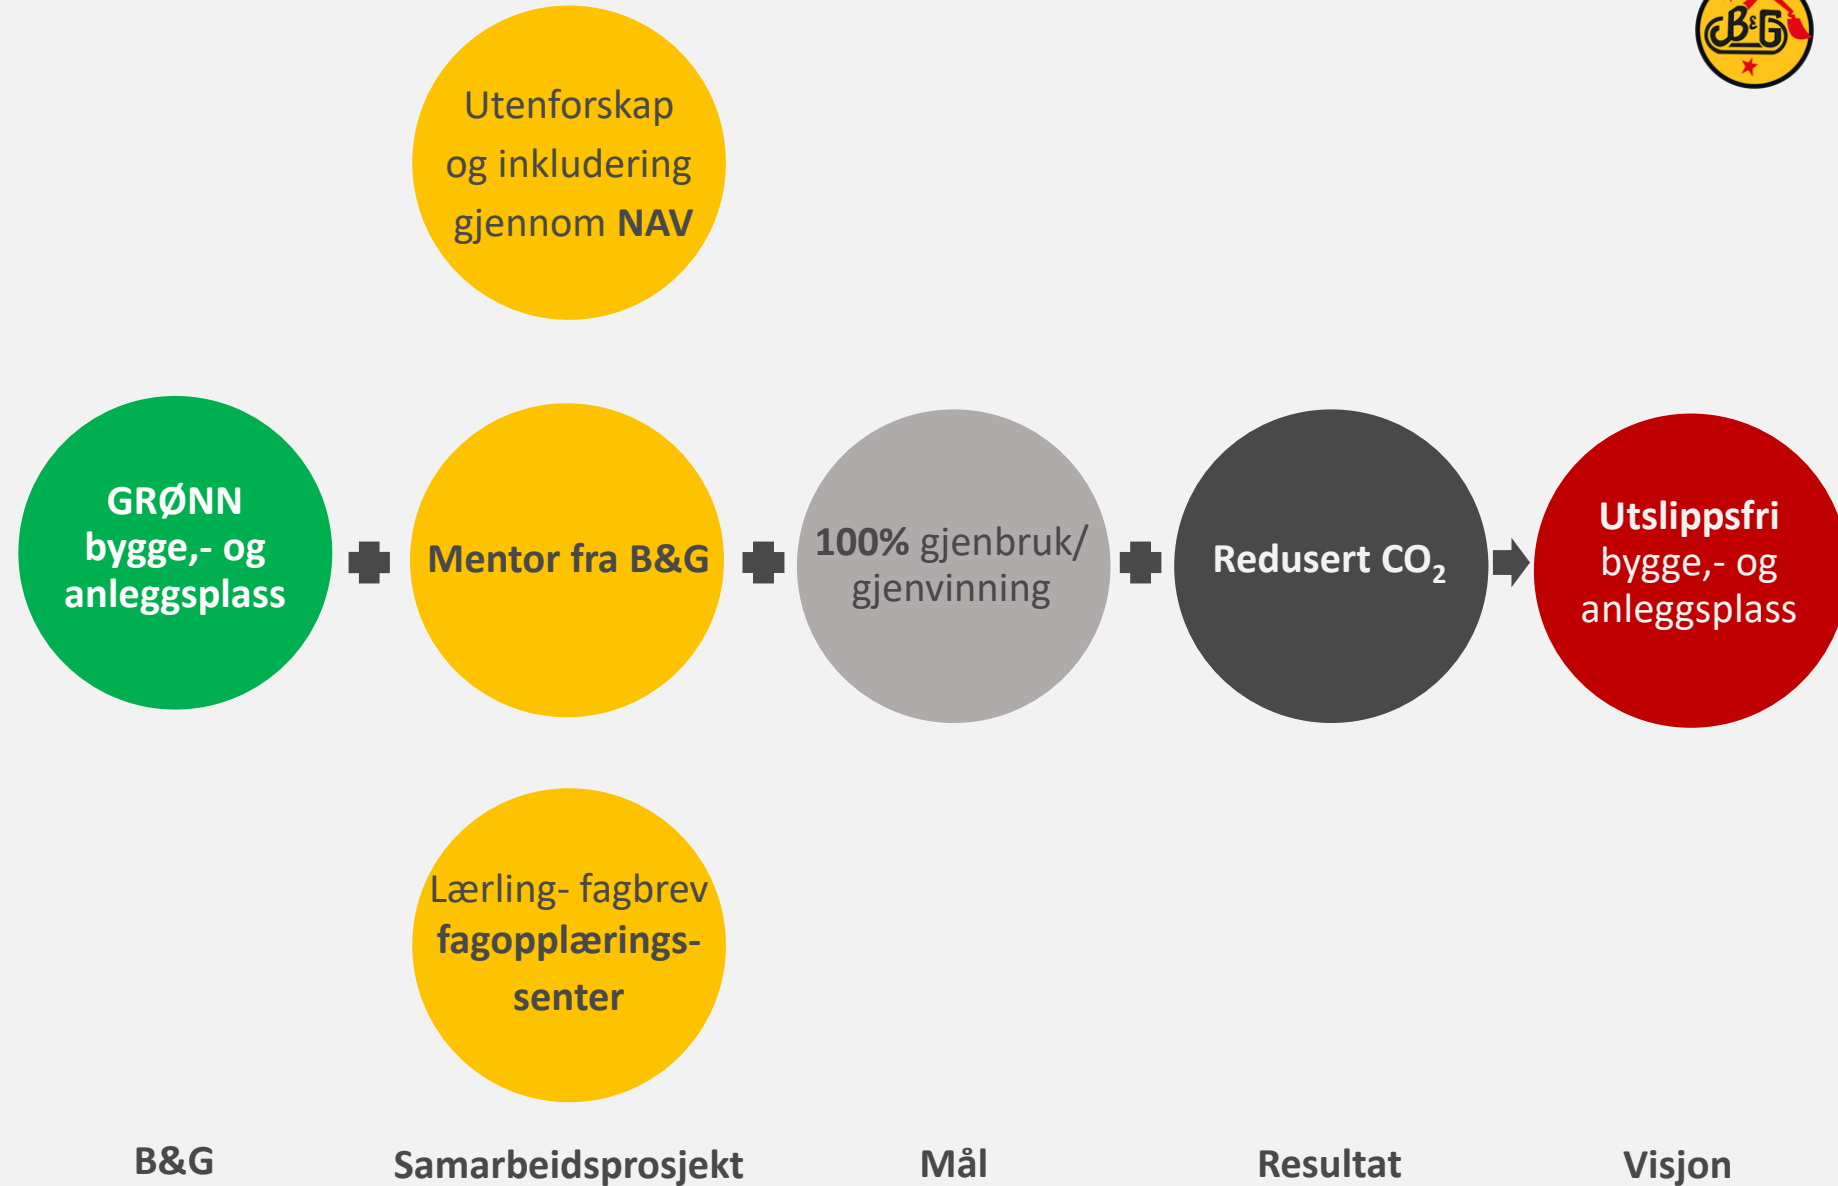 B&G
Utenforskap
og inkludering
gjennom NAV
GRØNN
bygge,- og
anleggsplass
Mentor fra B&G
100% gjenbruk/
gjenvinning
Redusert CO₂
Utslippsfri
bygge,- og
anleggsplass
Lærling- fagbrev
fagopplærings-
senter
B&G
Samarbeidsprosjekt
Mål
Resultat
Visjon